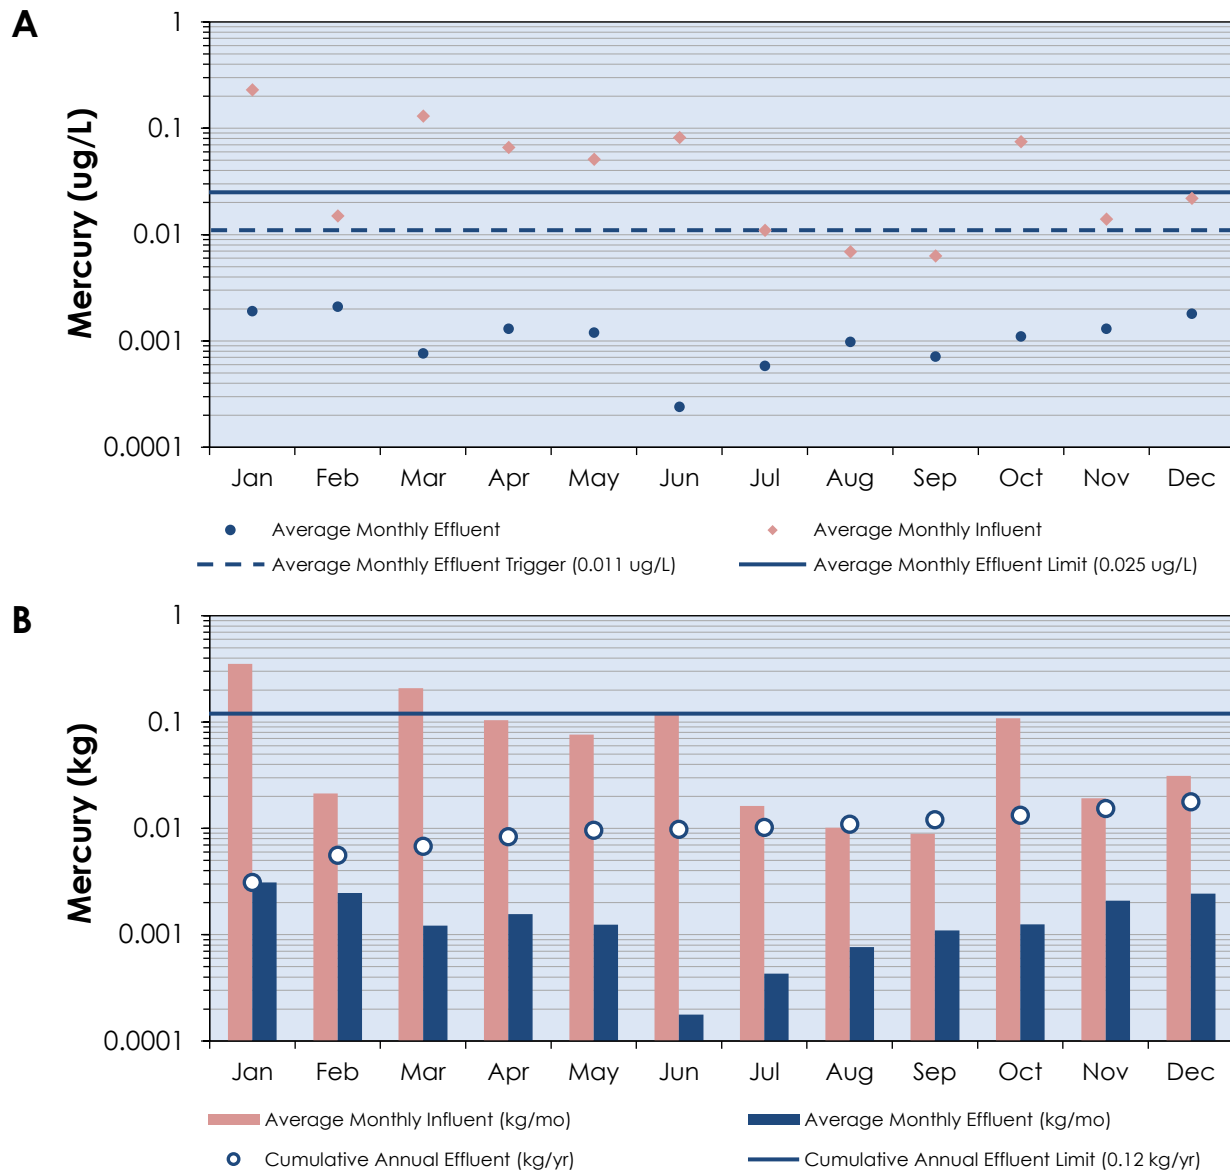 A
Mercury (ug/L)
1
0.1
0.01
0.001
0.0001
Jan Feb Mar Apr May Jun Jul Aug Sep Oct Nov Dec
Average Monthly Effluent Average Monthly Influent
Average Monthly Effluent Trigger (0.011 ug/L) Average Monthly Effluent Limit (0.025 ug/L)
B
Mercury (kg)
1
0.1
0.01
0.001
0.0001
Jan Feb Mar Apr May Jun Jul Aug Sep Oct Nov Dec
Average Monthly Influent (kg/mo) Average Monthly Effluent (kg/mo)
Cumulative Annual Effluent (kg/yr) Cumulative Annual Effluent Limit (0.12 kg/yr)